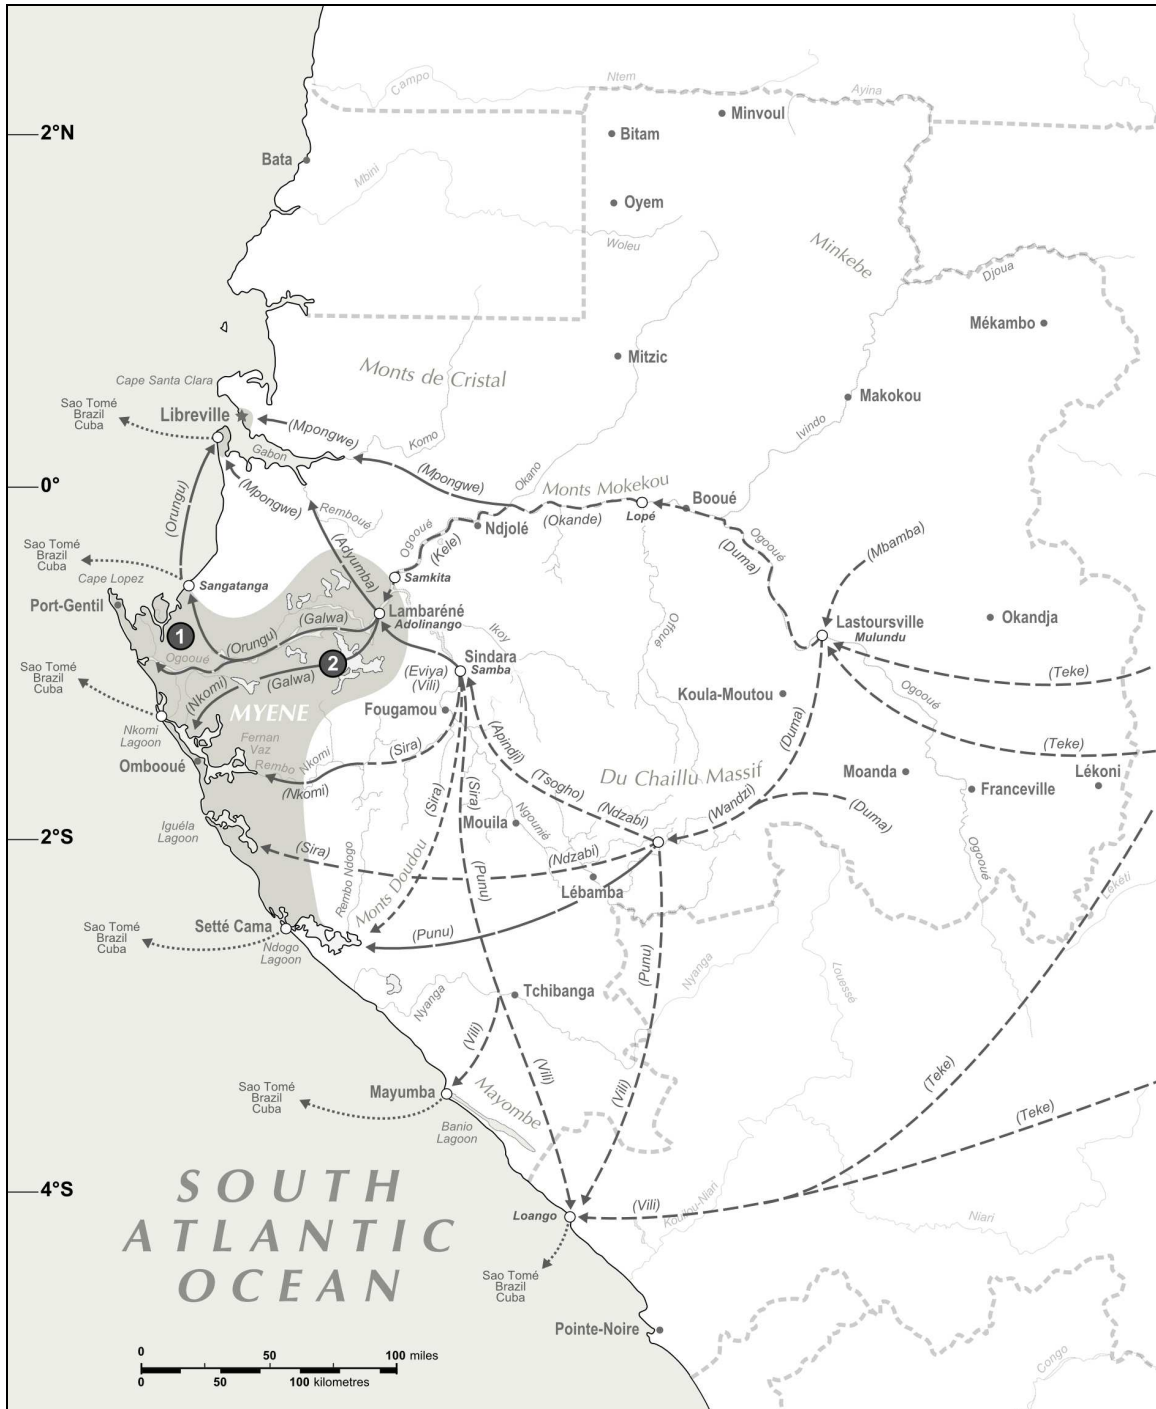 Campo
Ntem
Ayina
Minvoul
2°N
Bitam
Bata
Mbini
Oyem
Woleu
Minkebe
Djoua
Mékambo
Mitzic
Monts de Cristal
Cape Santa Clara
Makokou
Sao Tomé
Brazil
Cuba
Libreville
(Mpongwe)
Komo
Ivindo
Gabon
(Mpongwe)
Okano
0°
(Mpongwe)
Monts Mokekou
Booué
(Orungu)
Remboué
Ogooué
Ndjolé
(Okande)
Lopé
Ogooué
(Mbamba)
Sao Tomé
Brazil
Cuba
(Adyumba)
(Kele)
(Duma)
Cape Lopez
Sangatanga
Samkita
Port-Gentil
Lambaréné
Adolinango
Okandja
Lastoursville
Mulundu
1
(Orungu)
(Galwa)
Ikoy
Offoué
Ogooué
2
Sindara
Samba
Sao Tomé
Brazil
Cuba
(Nkomi)
(Galwa)
(Eviya)
(Vili)
(Teke)
Koula-Moutou
Ogooué
MYENE
Fougamou
Nkomi
Lagoon
Fernan
Vaz
(Apindji)
(Duma)
(Teke)
Ombooué
Rembo
Nkomi
(Sira)
(Nkomi)
(Sira)
(Sira)
(Tsogho)
Du Chaillu Massif
Moanda
Lékoni
Franceville
Iguéla
Lagoon
Mouila
Ngounié
(Ndzabi)
(Wandzi)
(Duma)
2°S
(Sira)
(Ndzabi)
Ogooué
Rembo Ndogo
Monts Doudou
(Punu)
Lébamba
Lékéti
Sao Tomé
Brazil
Cuba
Setté Cama
Ndogo
Lagoon
(Punu)
(Punu)
Nyanga
Louessé
Nyanga
Tchibanga
(Vili)
(Vili)
(Vili)
(Teke)
Sao Tomé
Brazil
Cuba
Mayumba
Mayombe
Banio
Lagoon
(Teke)
4°S
SOUTH
ATLANTIC
OCEAN
Loango
(Vili)
Kouilou-Niari
Niari
Sao Tomé
Brazil
Cuba
Pointe-Noire
Congo
0 50 100 miles
0 50 100 kilometres